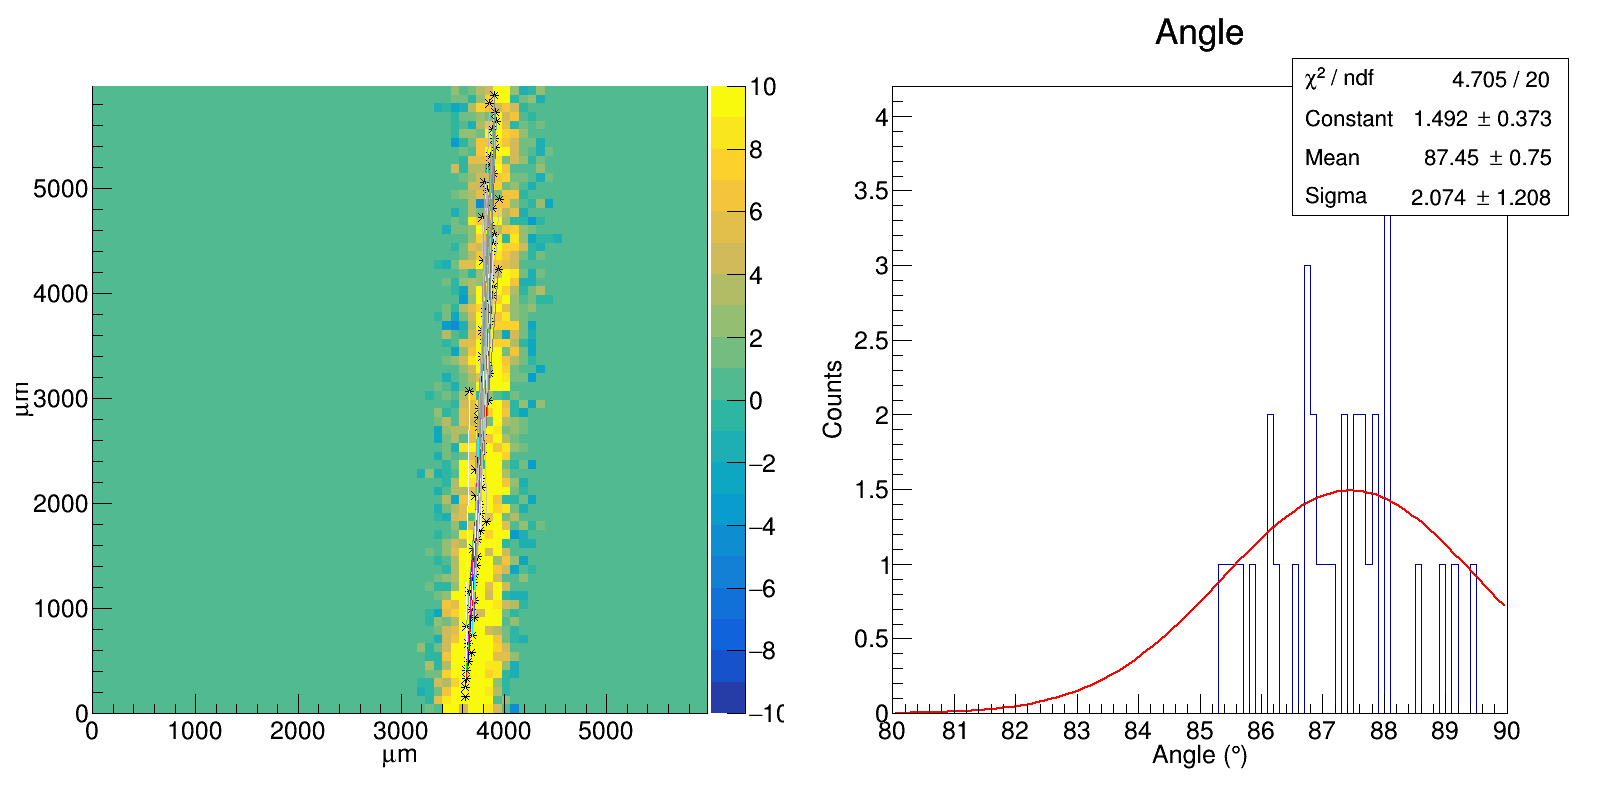 Angle
χ² / ndf 4.705 / 20
Constant 1.492 ± 0.373
Mean 87.45 ± 0.75
Sigma 2.074 ± 1.208
10
8
6
4
2
0
−2
−4
−6
−8
−10
5000
4000
3000
2000
1000
0
μm
0 1000 2000 3000 4000 5000
μm
4
3.5
3
2.5
2
1.5
1
0.5
0
Counts
80 81 82 83 84 85 86 87 88 89 90
Angle (°)